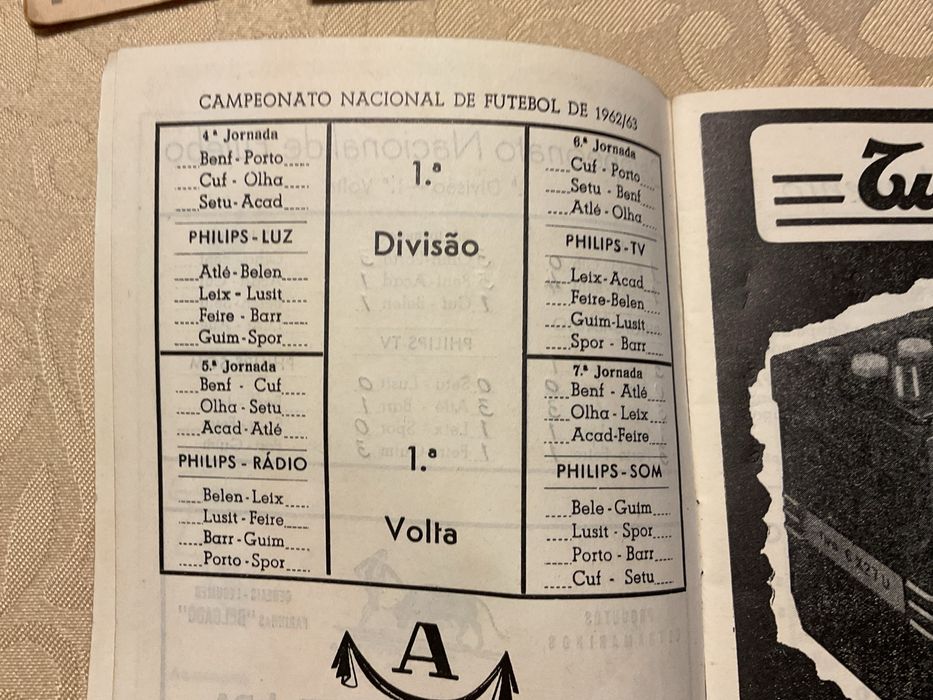 CAMPEONATO NACIONAL DE FUTEBOL DE 1962/63
4.ª Jornada
Benf - Porto
Cuf - Olha
Setu - Acad
PHILIPS - LUZ
Atlé - Belen
Leix - Lusit
Feire - Barr
Guim - Spor
5.ª Jornada
Benf - Cuf
Olha - Setu
Acad - Atlé
PHILIPS - RÁDIO
Belen - Leix
Lusit - Feire
Barr - Guim
Porto - Spor
1.ª
Divisão
1.ª
Volta
6.ª Jornada
Cuf - Porto
Setu - Benf
Atlé - Olha
PHILIPS - TV
Leix - Acad
Feire - Belen
Guim - Lusit
Spor - Barr
7.ª Jornada
Benf - Atlé
Olha - Leix
Acad - Feire
PHILIPS - SOM
Bele - Guim
Lusit - Spor
Porto - Barr
Cuf - Setu
A